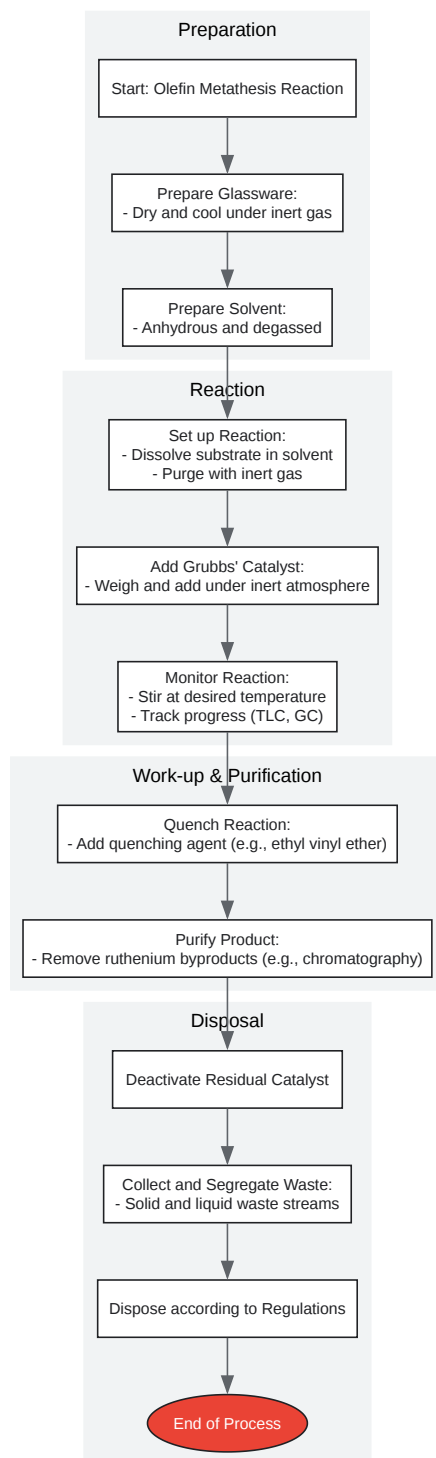 Preparation
Start: Olefin Metathesis Reaction
Prepare Glassware:
- Dry and cool under inert gas
Prepare Solvent:
- Anhydrous and degassed
Reaction
Set up Reaction:
- Dissolve substrate in solvent
- Purge with inert gas
Add Grubbs' Catalyst:
- Weigh and add under inert atmosphere
Monitor Reaction:
- Stir at desired temperature
- Track progress (TLC, GC)
Work-up & Purification
Quench Reaction:
- Add quenching agent (e.g., ethyl vinyl ether)
Purify Product:
- Remove ruthenium byproducts (e.g., chromatography)
Disposal
Deactivate Residual Catalyst
Collect and Segregate Waste:
- Solid and liquid waste streams
Dispose according to Regulations
End of Process